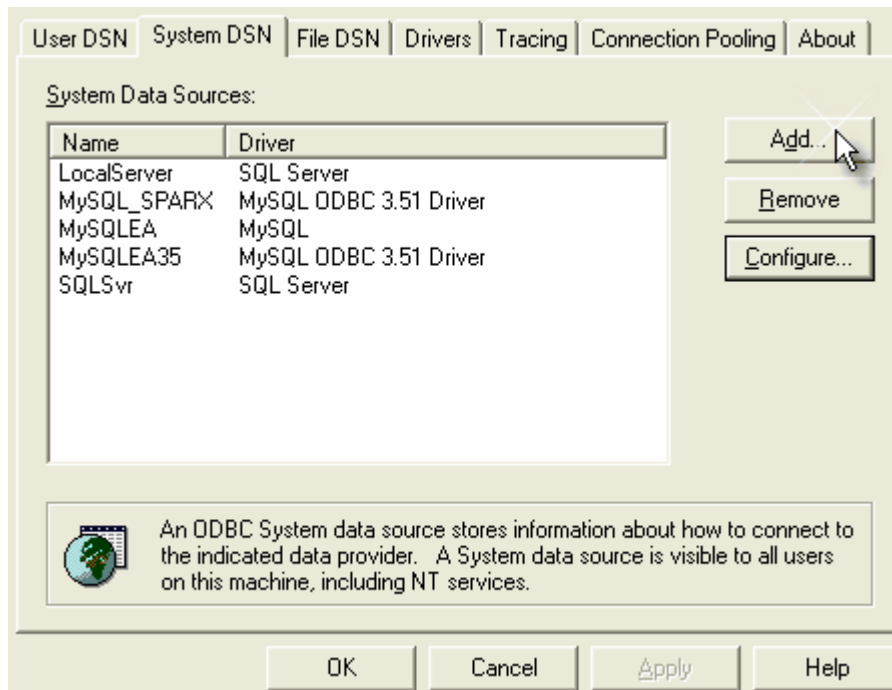 User DSN System DSN File DSN Drivers Tracing Connection Pooling About
System Data Sources:
Name Driver
LocalServer SQL Server
MySQL_SPARX MySQL ODBC 3.51 Driver
MySQLEA MySQL
MySQLEA35 MySQL ODBC 3.51 Driver
SQLSvr SQL Server
Add...
Remove
Configure...
An ODBC System data source stores information about how to connect to
the indicated data provider. A System data source is visible to all users
on this machine, including NT services.
OK Cancel Apply Help